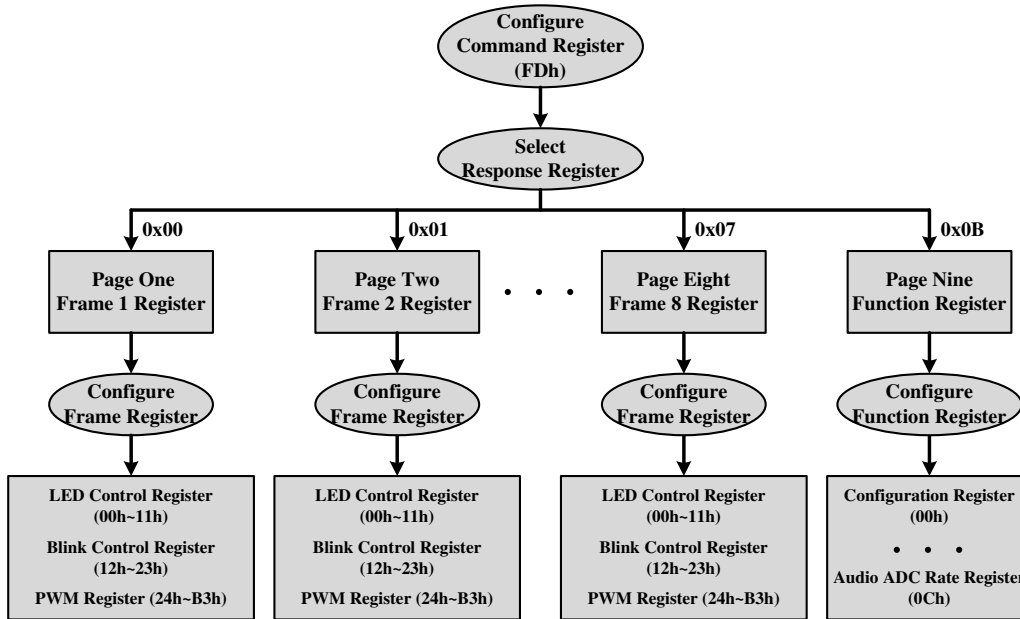 Configure
Command Register
(FDh)
Select
Response Register
0x00
0x01
0x07
0x0B
Page One
Frame 1 Register
Page Two
Frame 2 Register
Page Eight
Frame 8 Register
Page Nine
Function Register
Configure
Frame Register
Configure
Frame Register
Configure
Frame Register
Configure
Function Register
LED Control Register
(00h~11h)
Blink Control Register
(12h~23h)
PWM Register (24h~B3h)
LED Control Register
(00h~11h)
Blink Control Register
(12h~23h)
PWM Register (24h~B3h)
LED Control Register
(00h~11h)
Blink Control Register
(12h~23h)
PWM Register (24h~B3h)
Configuration Register
(00h)
Audio ADC Rate Register
(0Ch)